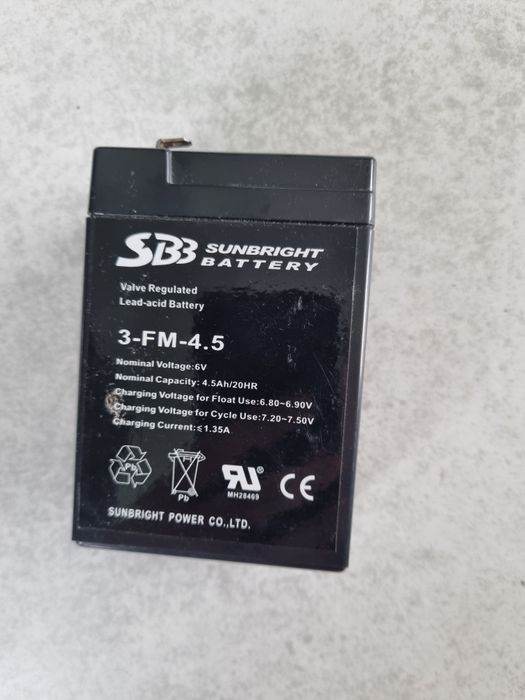 SBB SUNBRIGHT
BATTERY
Valve Regulated
Lead-acid Battery
3-FM-4.5
Nominal Voltage:6V
Nominal Capacity: 4.5Ah/20HR
Charging Voltage for Float Use:6.80~6.90V
Charging Voltage for Cycle Use:7.20~7.50V
Charging Current:≤1.35A
Pb
Pb
RU
MH28469
CE
SUNBRIGHT POWER CO.,LTD.